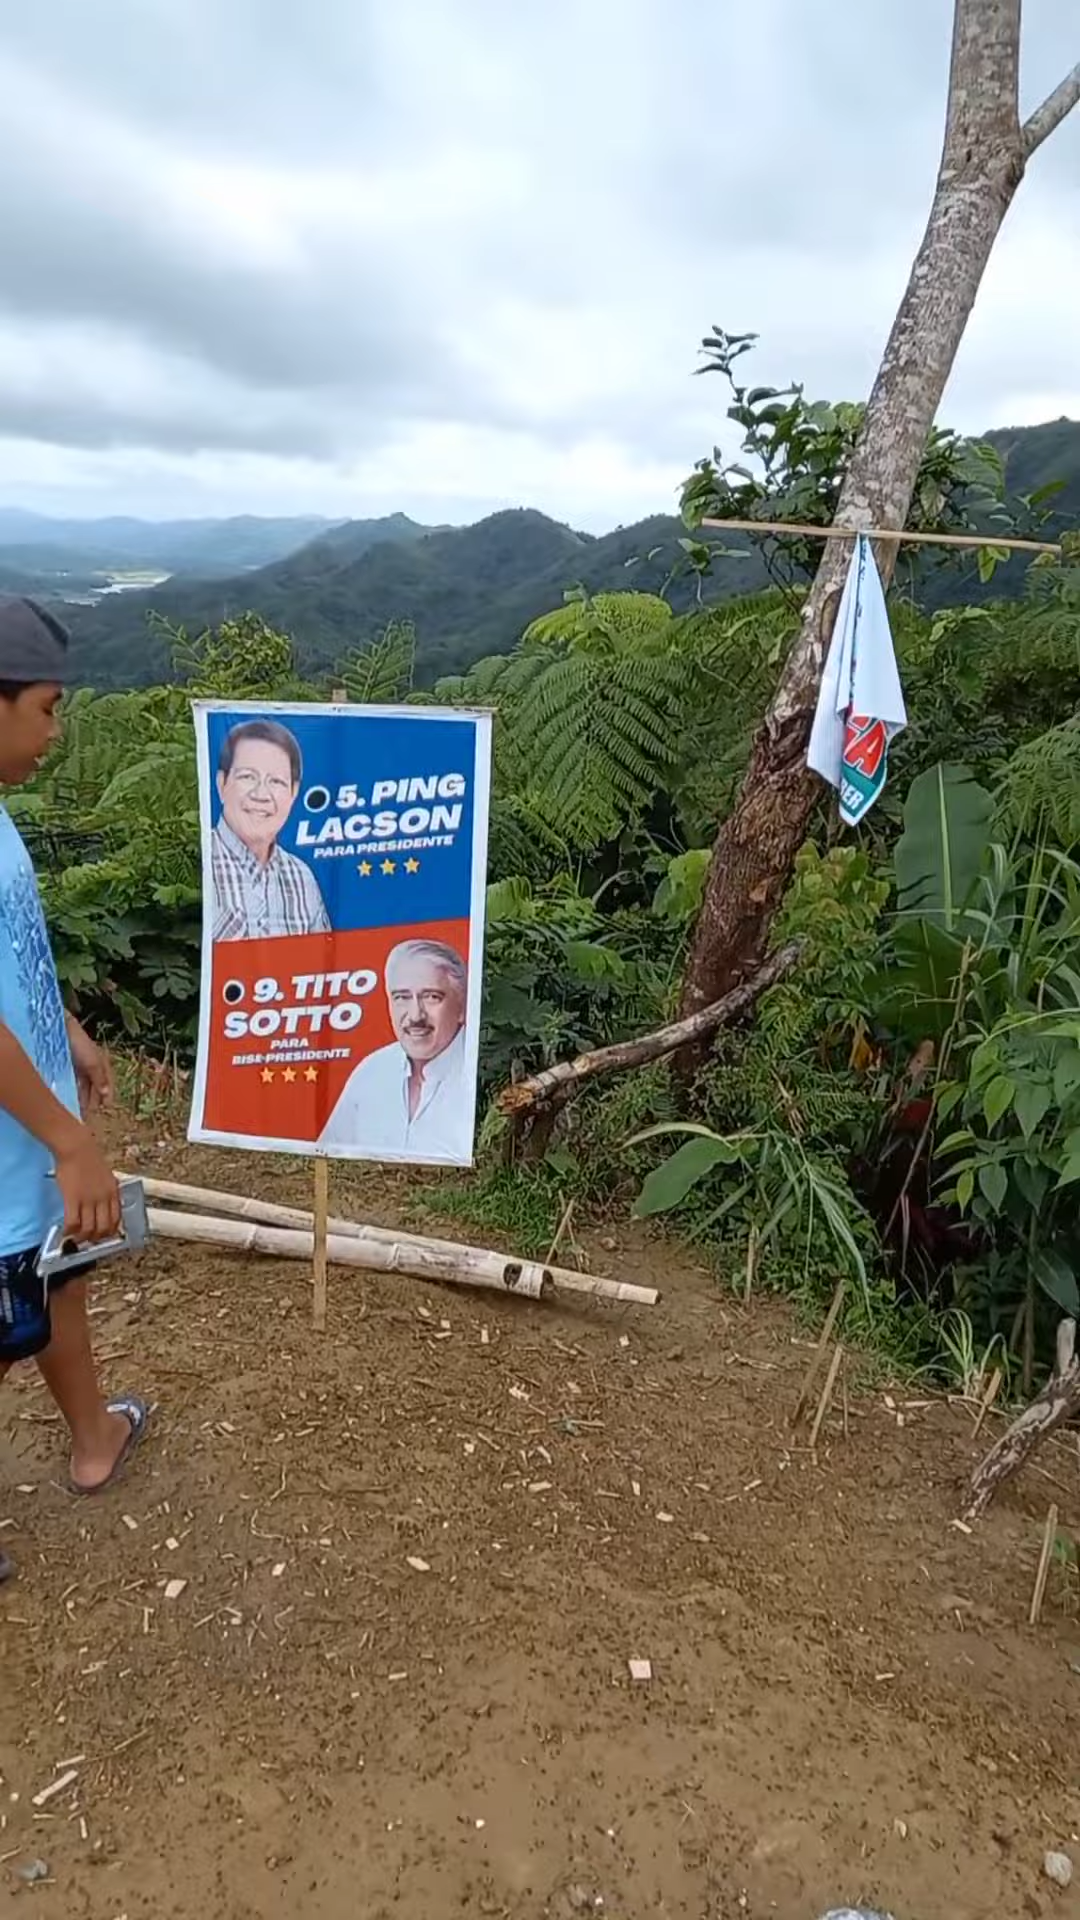 5. PING
LACSON
PARA PRESIDENTE
9. TITO
SOTTO
PARA
BISE-PRESIDENTE